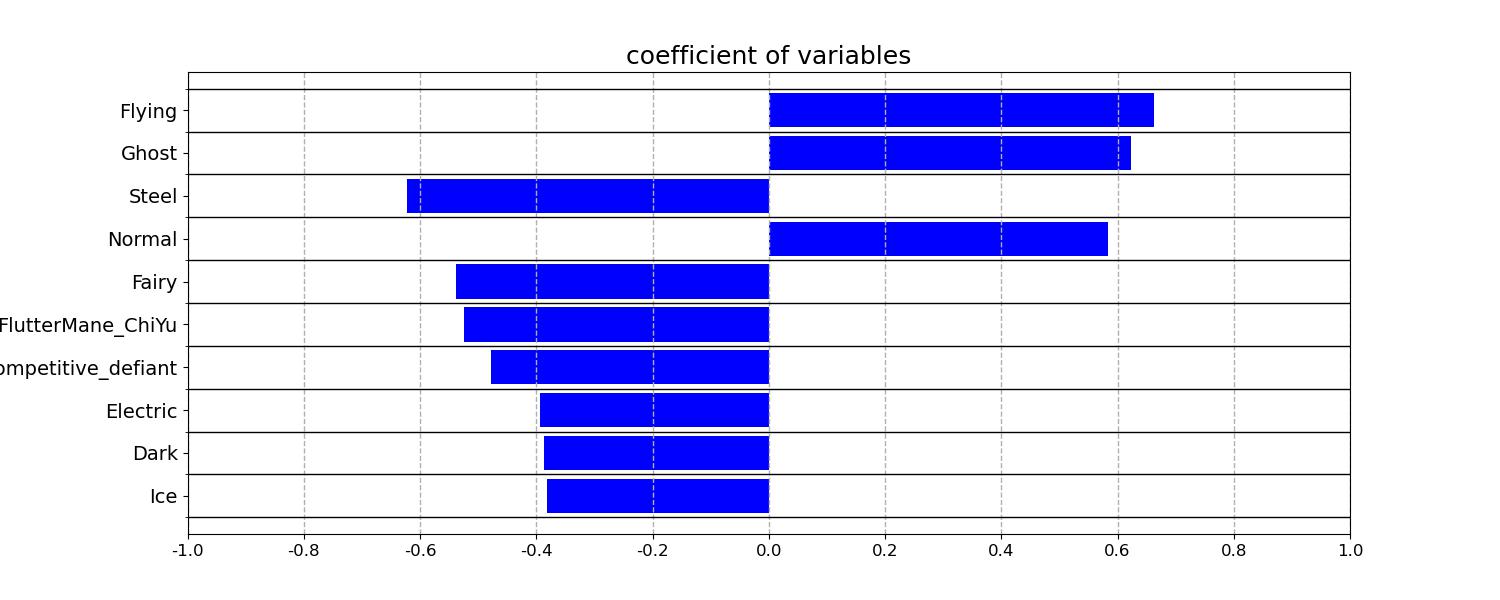 coefficient of variables
Flying
Ghost
Steel
Normal
Fairy
FlutterMane_ChiYu
ompetitive_defiant
Electric
Dark
Ice
-1.0 -0.8 -0.6 -0.4 -0.2 0.0 0.2 0.4 0.6 0.8 1.0